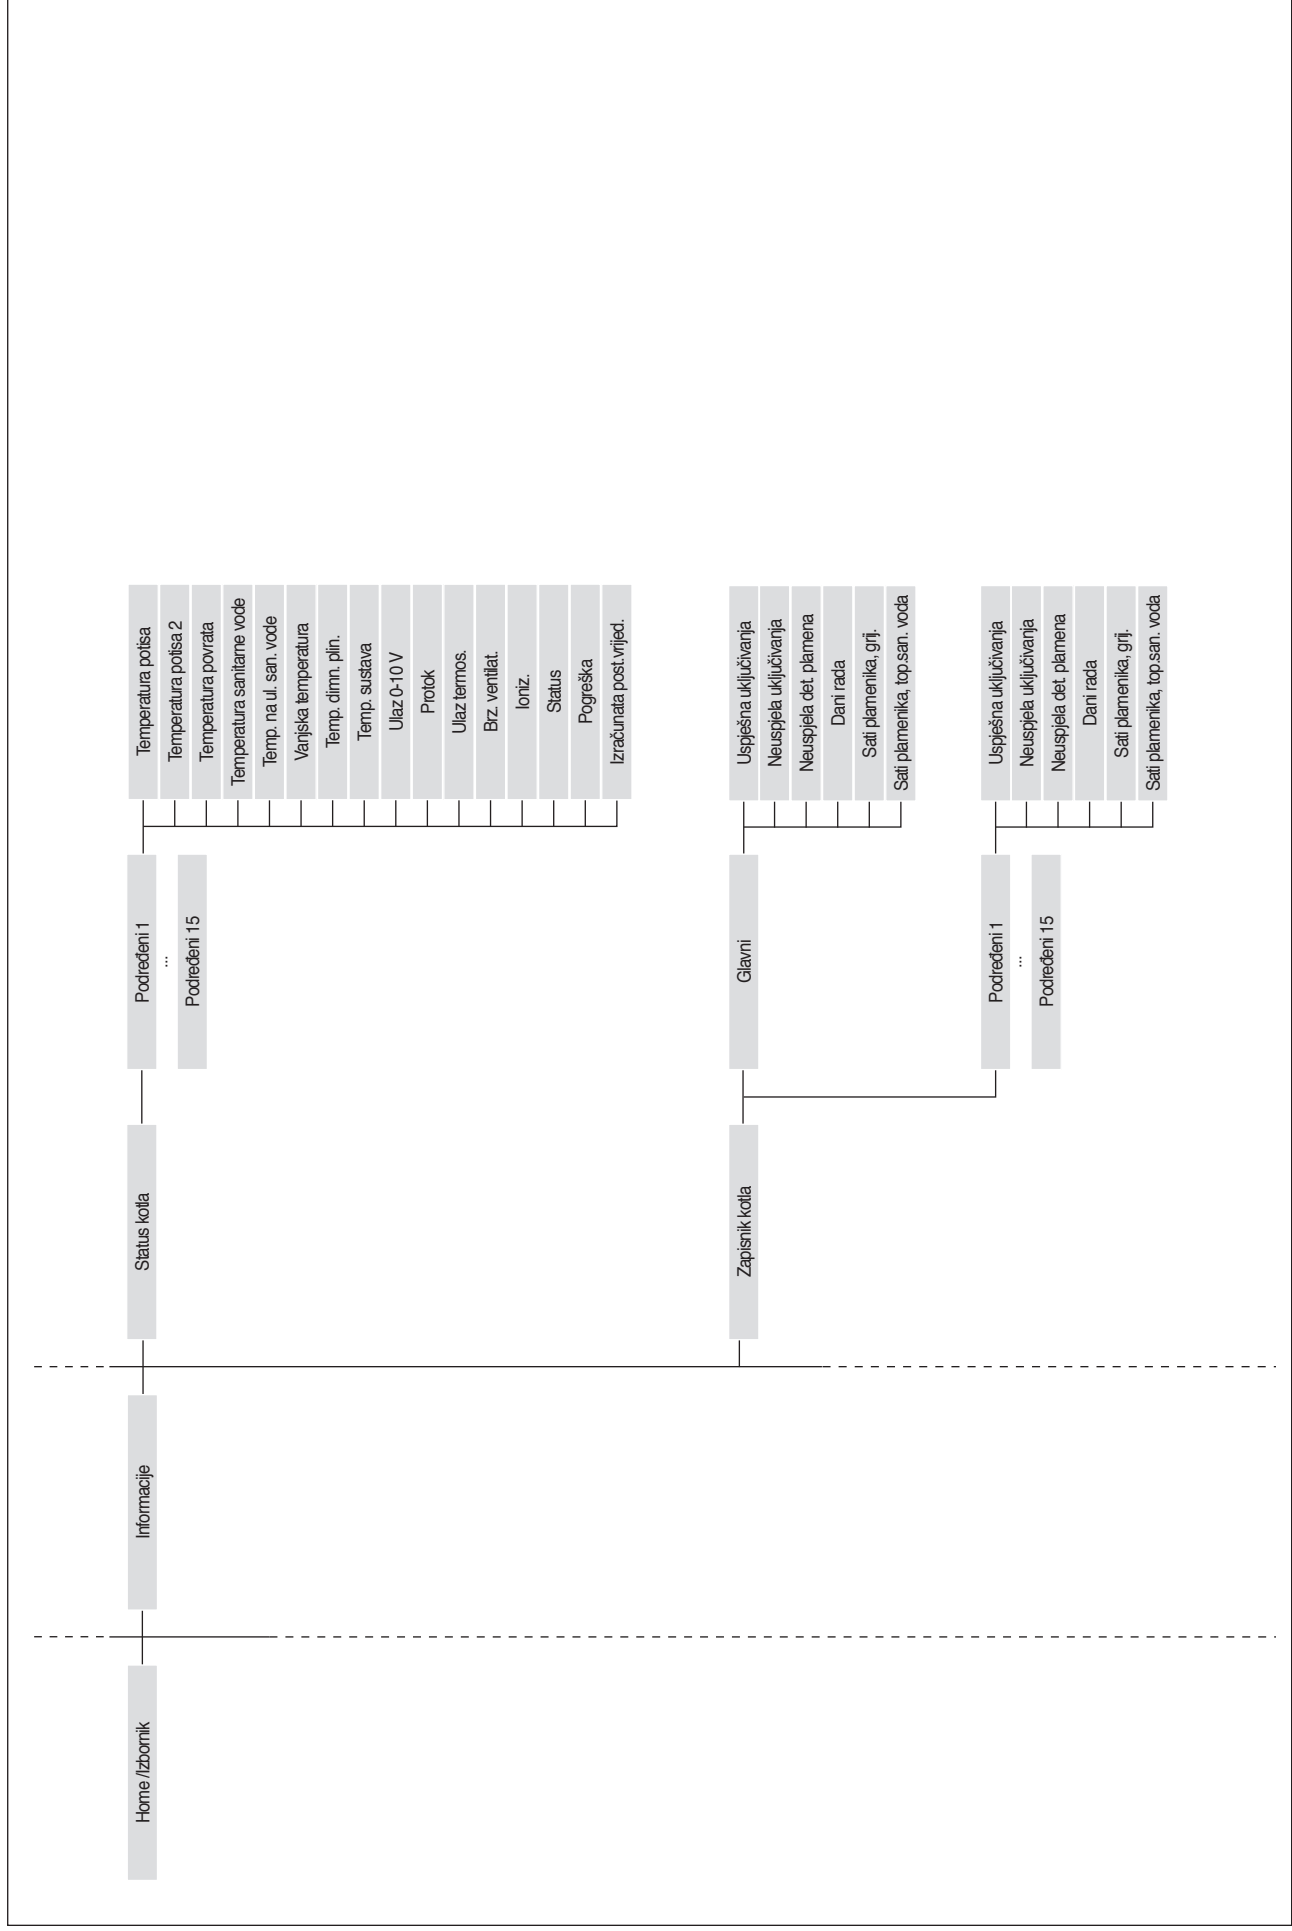 Home /Izbornik
Informacije
Status kotla
Podređeni 1
...
Podređeni 15
Temperatura potisa
Temperatura potisa 2
Temperatura povrata
Temperatura sanitarne vode
Temp. na ul. san. vode
Vanjska temperatura
Temp. dimn. plin.
Temp. sustava
Ulaz 0-10 V
Protok
Ulaz termos.
Brz. ventilat.
Ioniz.
Status
Pogreška
Izračunata post.vrijed.
Zapisnik kotla
Glavni
Uspješna uključivanja
Neuspjela uključivanja
Neuspjela det. plamena
Dani rada
Sati plamenika, grij.
Sati plamenika, top.san. voda
Podređeni 1
...
Podređeni 15
Uspješna uključivanja
Neuspjela uključivanja
Neuspjela det. plamena
Dani rada
Sati plamenika, grij.
Sati plamenika, top.san. voda